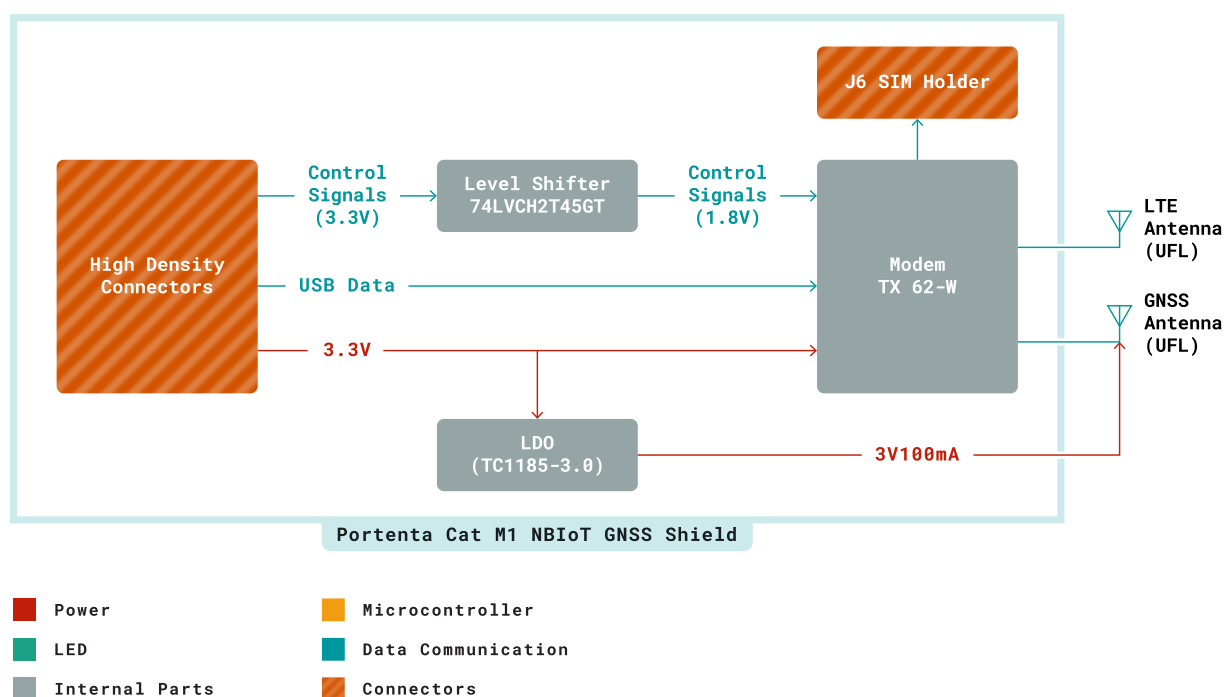 J6 SIM Holder
Control
Signals
(3.3V)
Level Shifter
74LVCH2T45GT
Control
Signals
(1.8V)
High Density
Connectors
USB Data
3.3V
Modem
TX 62-W
LTE
Antenna
(UFL)
GNSS
Antenna
(UFL)
LDO
(TC1185-3.0)
3V100mA
Portenta Cat M1 NBIoT GNSS Shield
Power
Microcontroller
LED
Data Communication
Internal Parts
Connectors